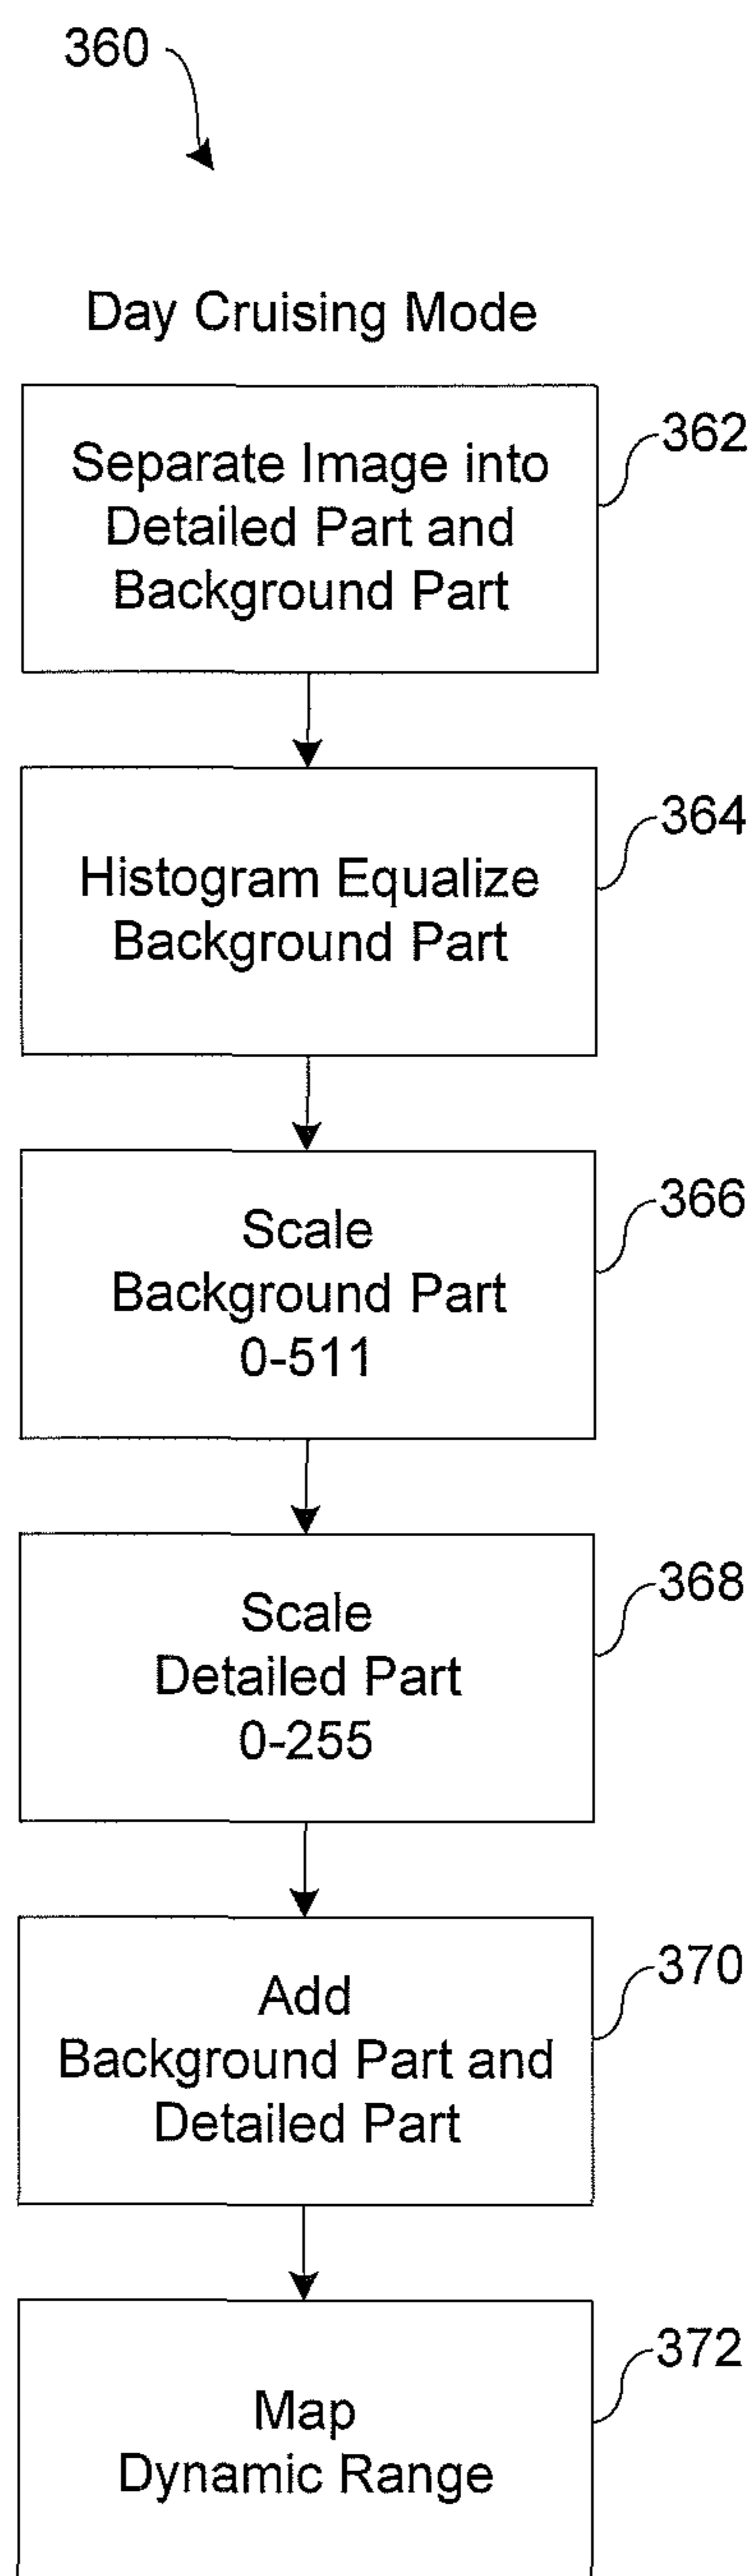 360
Day Cruising Mode
Separate Image into
Detailed Part and
Background Part
362
Histogram Equalize
Background Part
364
Scale
Background Part
0-511
366
Scale
Detailed Part
0-255
368
Add
Background Part and
Detailed Part
370
Map
Dynamic Range
372